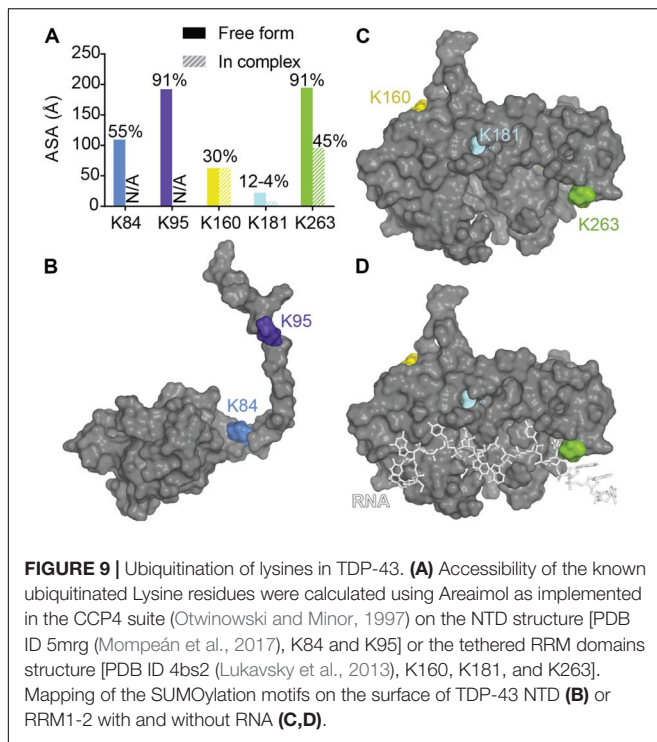 A
Free form
In complex
ASA (Å)
250
200
150
100
50
0
55%
N/A
91%
N/A
30%
12-4%
91%
45%
K84
K95
K160
K181
K263
B
K95
K84
C
K160
K181
K263
D
RNA
FIGURE 9 | Ubiquitination of lysines in TDP-43. (A) Accessibility of the known
ubiquitinated Lysine residues were calculated using Areaimol as implemented
in the CCP4 suite (Otwinowski and Minor, 1997) on the NTD structure [PDB
ID 5mrg (Mompeán et al., 2017), K84 and K95] or the tethered RRM domains
structure [PDB ID 4bs2 (Lukavsky et al., 2013), K160, K181, and K263].
Mapping of the SUMOylation motifs on the surface of TDP-43 NTD (B) or
RRM1-2 with and without RNA (C,D).